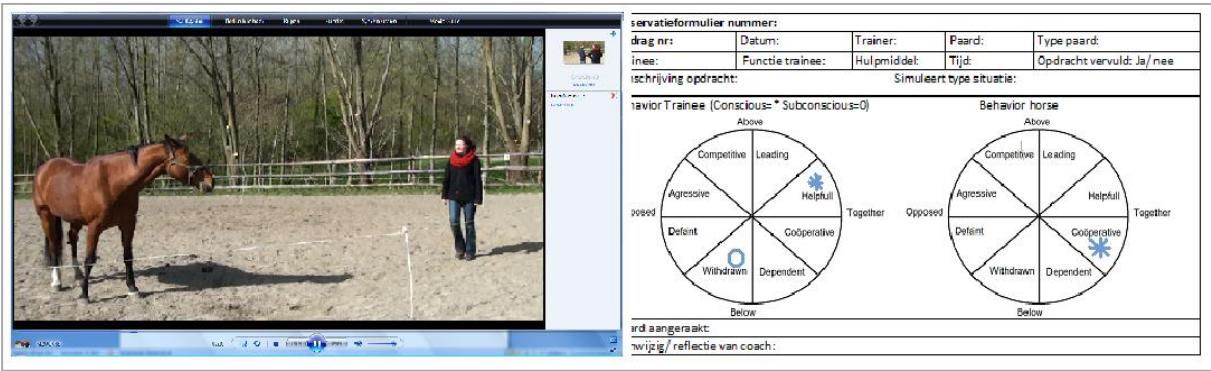 servatieformulier nummer:
drag nr: Datum: Trainer: Paard: Type paard:
inee: Functie trainee: Hulpmiddel: Tijd: Opdracht vervuld: Ja/ nee
schrijving opdracht: Simuleert type situatie:
navior Trainee (Conscious= * Subconscious=0) Behavior horse
Above Above
Competitive Leading Competitive Leading
Agressive Helpfull Agressive Helpfull
posed Together Opposed Together
Defaint Coöperative Defaint Coöperative
Withdrawn Dependent Withdrawn Dependent
Below Below
ard aangeraakt:
nwijzig/ reflectie van coach: